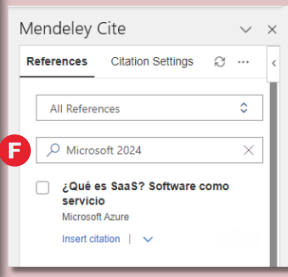 Mendeley Cite
References Citation Settings
All References
F
Microsoft 2024
¿Qué es SaaS? Software como
servicio
Microsoft Azure
Insert citation